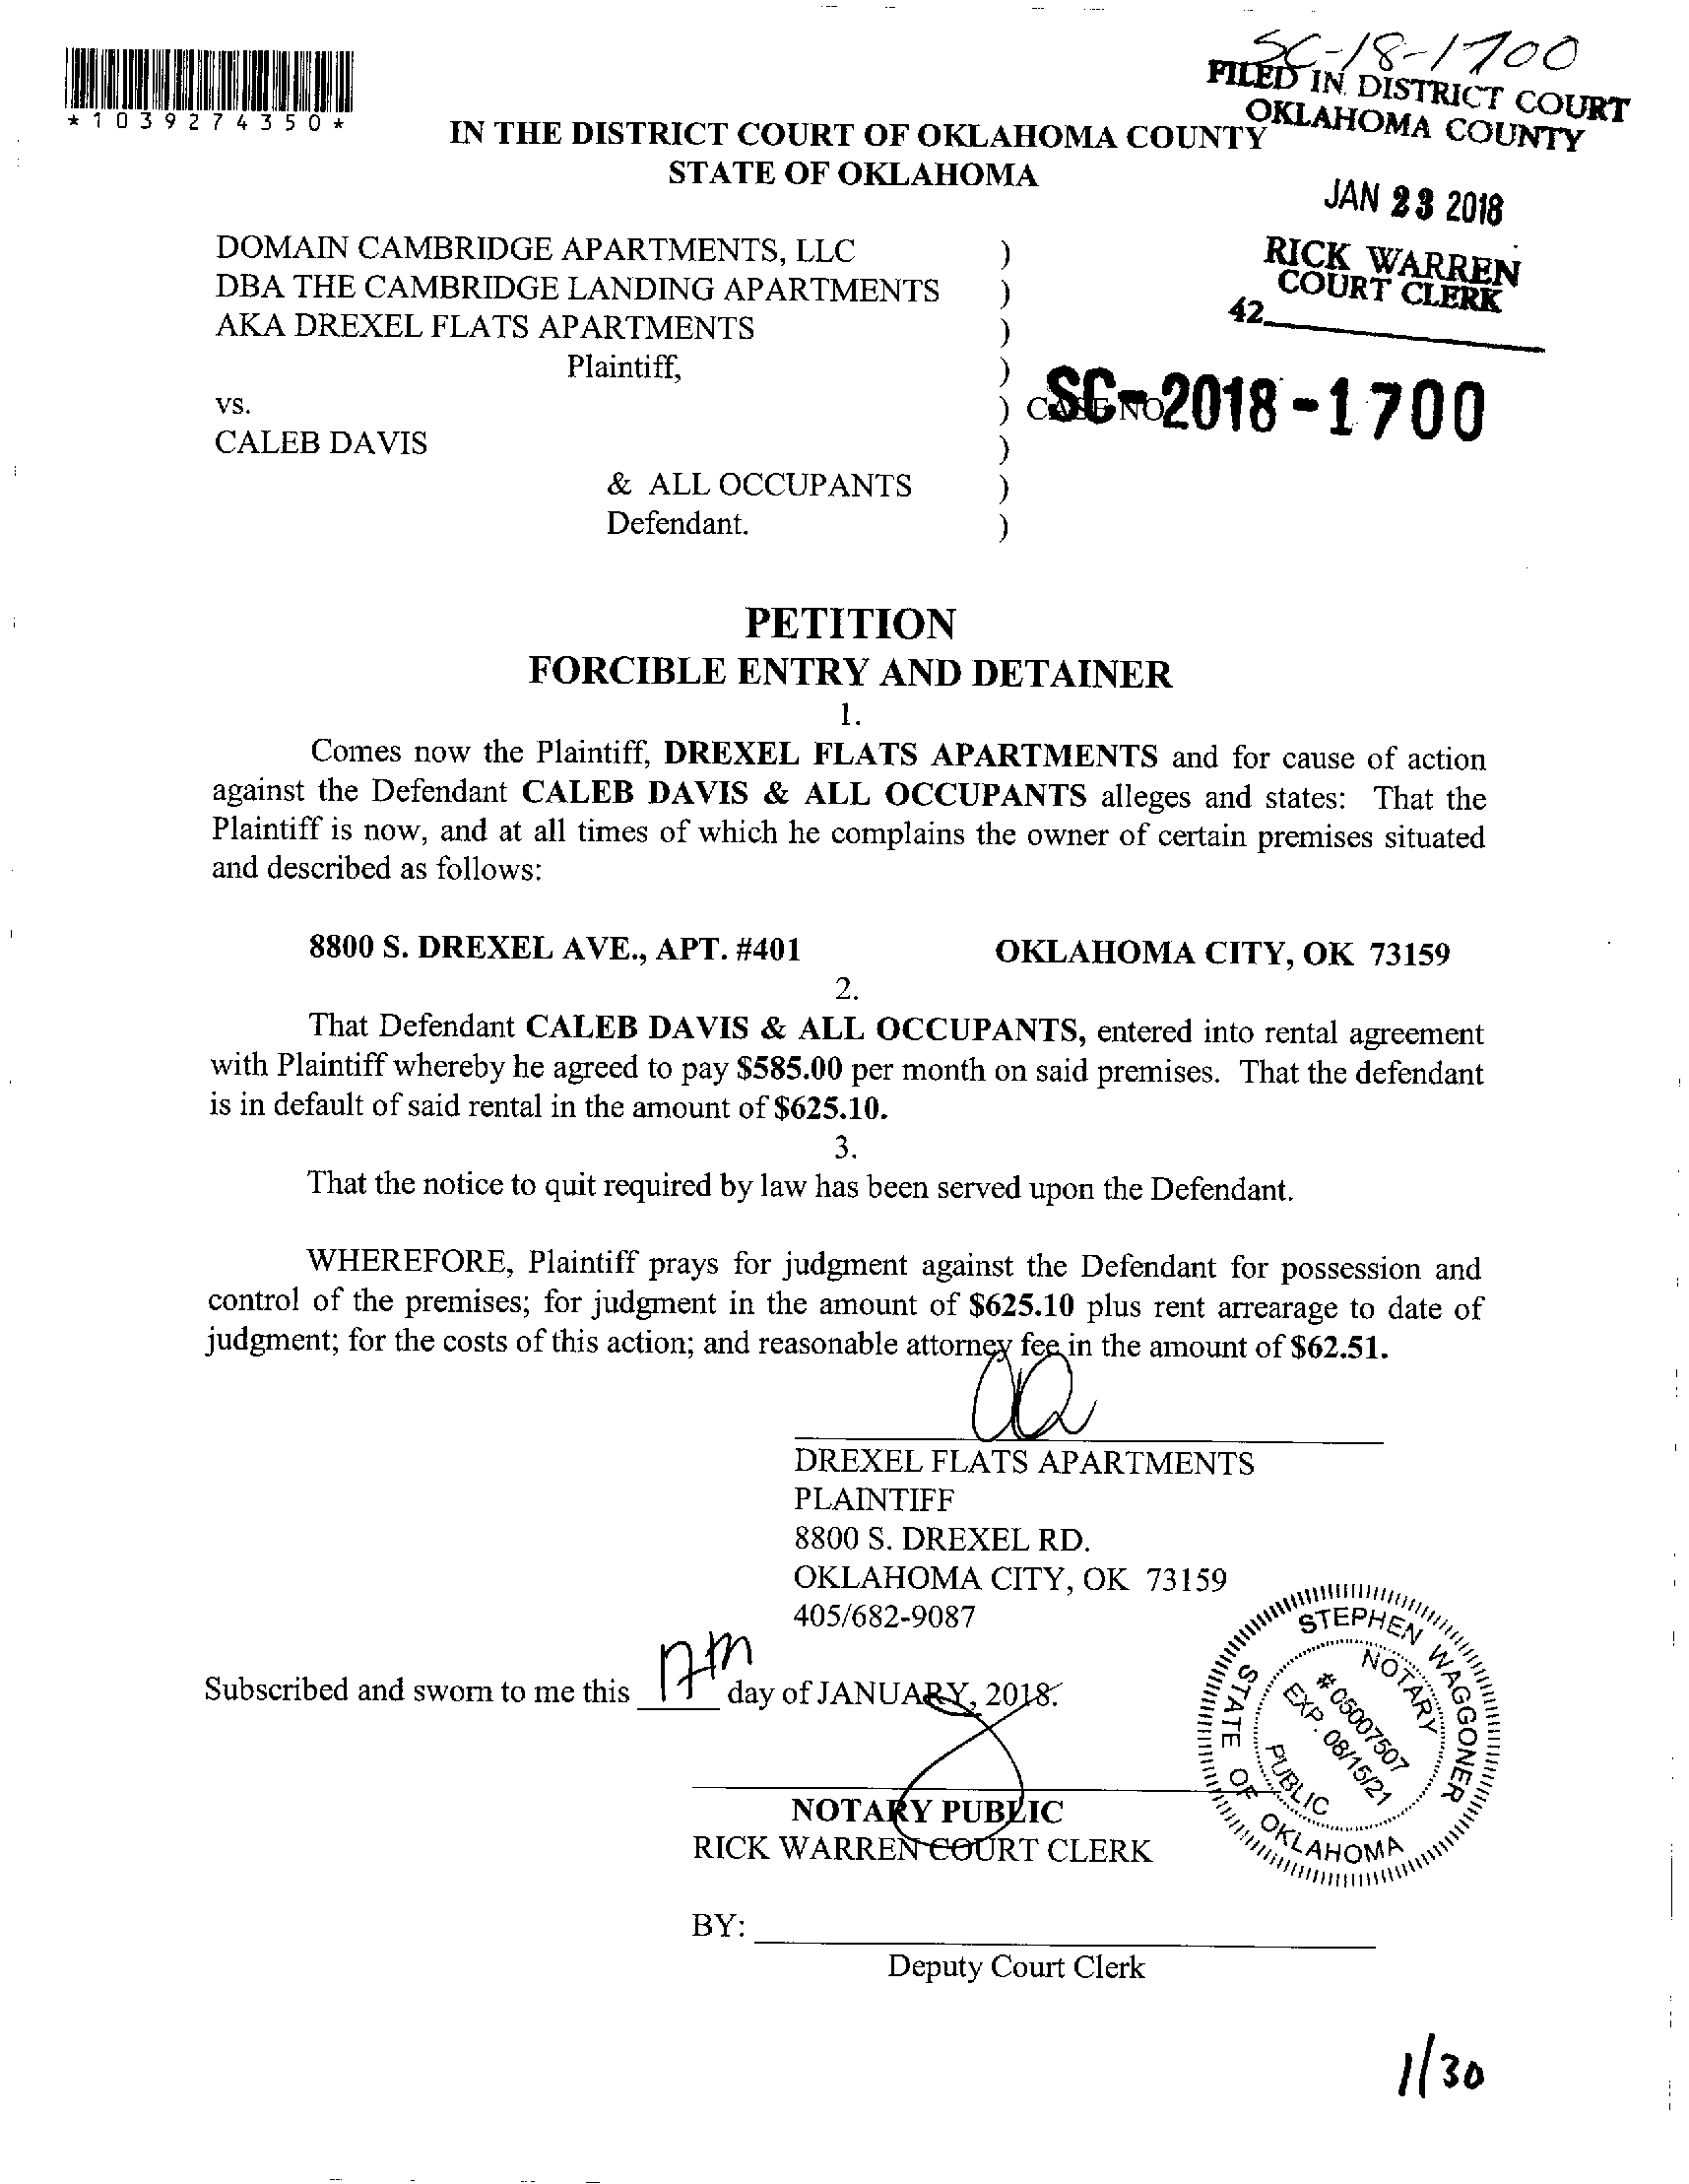 SC-18-1700
FILED IN DISTRICT COURT
OKLAHOMA COUNTY
*1039274350*
IN THE DISTRICT COURT OF OKLAHOMA COUNTY
STATE OF OKLAHOMA
JAN 23 2018
RICK WARREN
COURT CLERK
42
DOMAIN CAMBRIDGE APARTMENTS, LLC )
DBA THE CAMBRIDGE LANDING APARTMENTS )
AKA DREXEL FLATS APARTMENTS )
Plaintiff, )
vs. ) CASE NO. SC-2018-1700
CALEB DAVIS )
& ALL OCCUPANTS )
Defendant. )
PETITION
FORCIBLE ENTRY AND DETAINER
1.
Comes now the Plaintiff, DREXEL FLATS APARTMENTS and for cause of action
against the Defendant CALEB DAVIS & ALL OCCUPANTS alleges and states: That the
Plaintiff is now, and at all times of which he complains the owner of certain premises situated
and described as follows:
8800 S. DREXEL AVE., APT. #401 OKLAHOMA CITY, OK 73159
2.
That Defendant CALEB DAVIS & ALL OCCUPANTS, entered into rental agreement
with Plaintiff whereby he agreed to pay $585.00 per month on said premises. That the defendant
is in default of said rental in the amount of $625.10.
3.
That the notice to quit required by law has been served upon the Defendant.
WHEREFORE, Plaintiff prays for judgment against the Defendant for possession and
control of the premises; for judgment in the amount of $625.10 plus rent arrearage to date of
judgment; for the costs of this action; and reasonable attorney fee in the amount of $62.51.
DREXEL FLATS APARTMENTS
PLAINTIFF
8800 S. DREXEL RD.
OKLAHOMA CITY, OK 73159
405/682-9087
Subscribed and sworn to me this 17th day of JANUARY, 2018.
STEPHEN WAGGONER
NOTARY
# 05007507
EXP. 08/15/21
PUBLIC
STATE OF OKLAHOMA
NOTARY PUBLIC
RICK WARREN COURT CLERK
BY:
Deputy Court Clerk
1/30